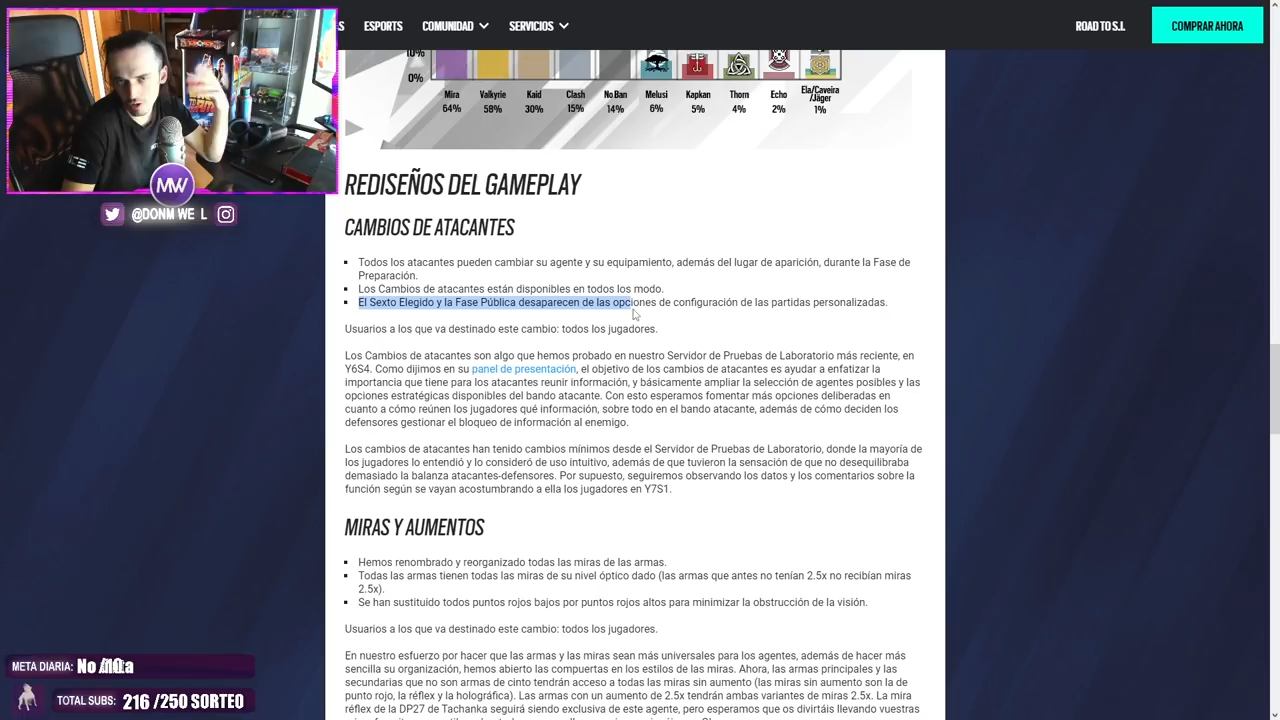 ESPORTS
COMUNIDAD
SERVICIOS
ROAD TO S.I.
COMPRAR AHORA
0%
Mira
64%
Valkyrie
58%
Kaid
30%
Clash
15%
No Ban
14%
Melusi
6%
Kapkan
5%
Thorn
4%
Echo
2%
Ela/Caveira
/Jäger
1%
MW
REDISEÑOS DEL GAMEPLAY
CAMBIOS DE ATACANTES
Todos los atacantes pueden cambiar su agente y su equipamiento, además del lugar de aparición, durante la Fase de
Preparación.
Los Cambios de atacantes están disponibles en todos los modo.
El Sexto Elegido y la Fase Pública desaparecen de las opciones de configuración de las partidas personalizadas.
Usuarios a los que va destinado este cambio: todos los jugadores.
Los Cambios de atacantes son algo que hemos probado en nuestro Servidor de Pruebas de Laboratorio más reciente, en
Y6S4. Como dijimos en su panel de presentación, el objetivo de los cambios de atacantes es ayudar a enfatizar la
importancia que tiene para los atacantes reunir información, y básicamente ampliar la selección de agentes posibles y las
opciones estratégicas disponibles del bando atacante. Con esto esperamos fomentar más opciones deliberadas en
cuanto a cómo reúnen los jugadores qué información, sobre todo en el bando atacante, además de cómo deciden los
defensores gestionar el bloqueo de información al enemigo.
Los cambios de atacantes han tenido cambios mínimos desde el Servidor de Pruebas de Laboratorio, donde la mayoría de
los jugadores lo entendió y lo consideró de uso intuitivo, además de que tuvieron la sensación de que no desequilibraba
demasiado la balanza atacantes-defensores. Por supuesto, seguiremos observando los datos y los comentarios sobre la
función según se vayan acostumbrando a ella los jugadores en Y7S1.
MIRAS Y AUMENTOS
Hemos renombrado y reorganizado todas las miras de las armas.
Todas las armas tienen todas las miras de su nivel óptico dado (las armas que antes no tenían 2.5x no recibían miras
2.5x).
Se han sustituido todos puntos rojos bajos por puntos rojos altos para minimizar la obstrucción de la visión.
Usuarios a los que va destinado este cambio: todos los jugadores.
En nuestro esfuerzo por hacer que las armas y las miras sean más universales para los agentes, además de hacer más
sencilla su organización, hemos abierto las compuertas en los estilos de las miras. Ahora, las armas principales y las
secundarias que no son armas de cinto tendrán acceso a todas las miras sin aumento (las miras sin aumento son la de
punto rojo, la réflex y la holográfica). Las armas con un aumento de 2.5x tendrán ambas variantes de miras 2.5x. La mira
réflex de la DP27 de Tachanka seguirá siendo exclusiva de este agente, pero esperamos que os divirtáis llevando vuestras
META DIARIA:
TOTAL SUBS: 216 /250 SORTEO